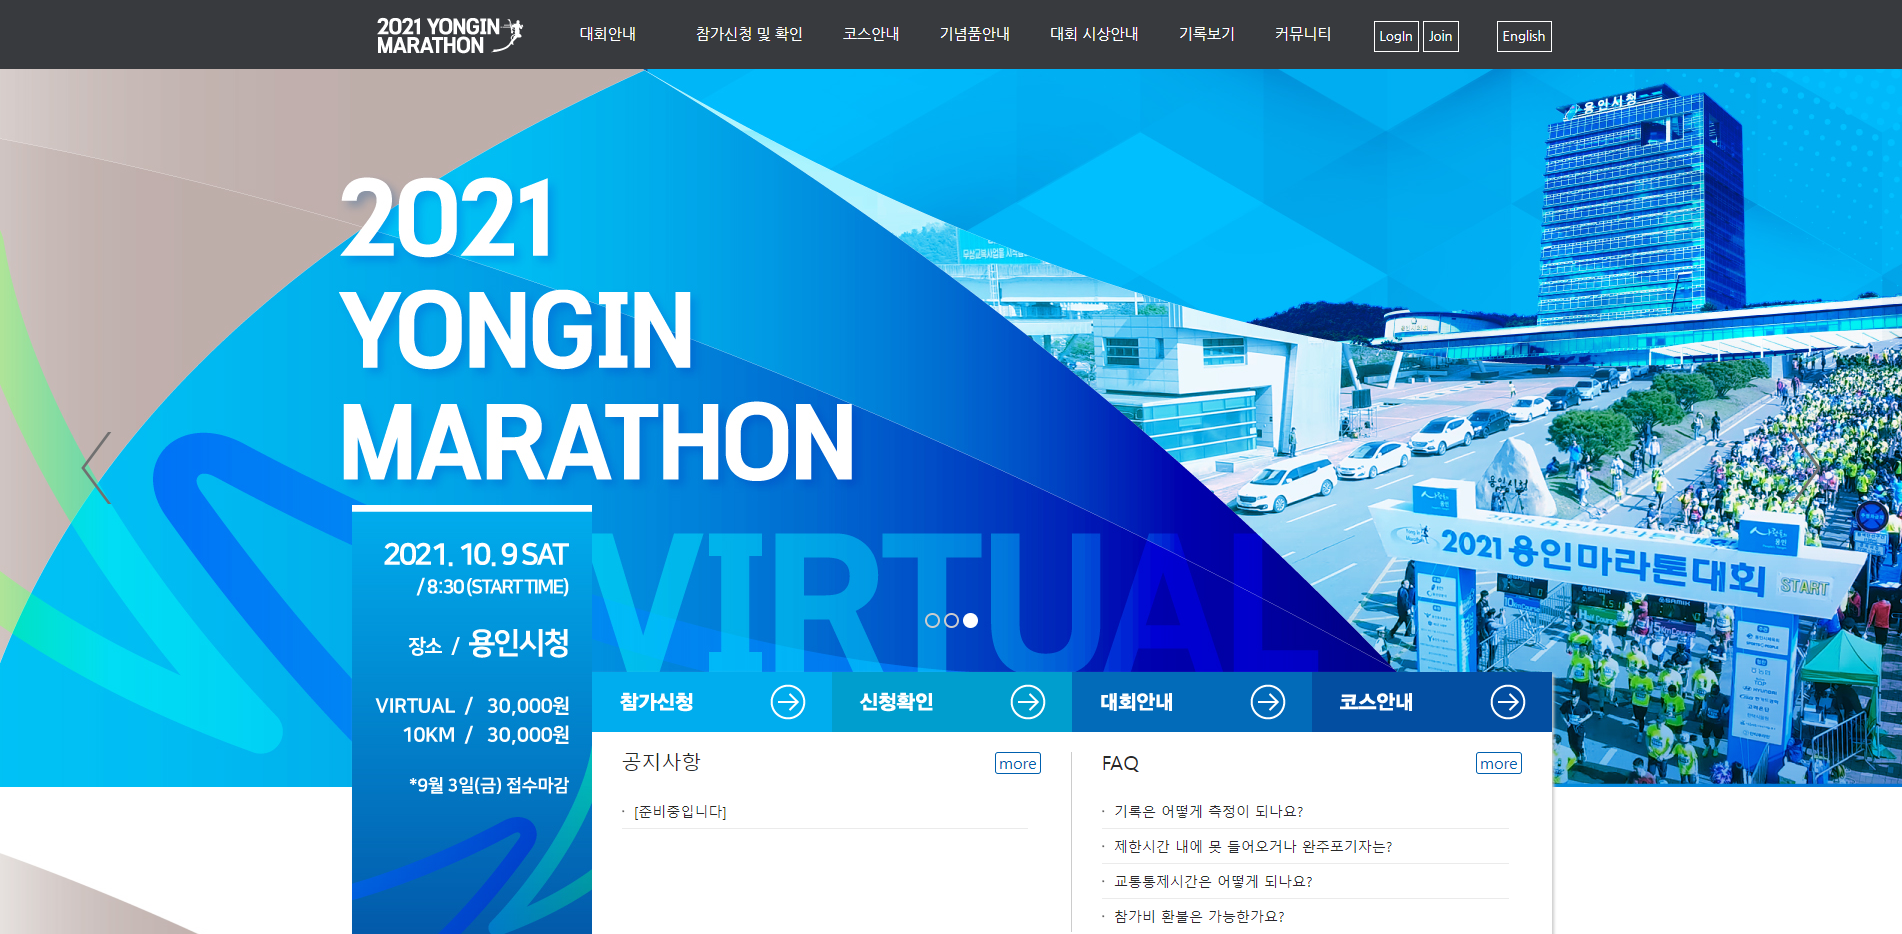 2021 YONGIN
MARATHON
대회안내
참가신청 및 확인
코스안내
기념품안내
대회 시상안내
기록보기
커뮤니티
LogIn
Join
English
용인시청
2021
YONGIN
MARATHON
VIRTUAL
2021. 10. 9 SAT
/ 8:30 (START TIME)
장소 / 용인시청
VIRTUAL / 30,000원
10KM / 30,000원
*9월 3일(금) 접수마감
2021 용인마라톤대회
START
참가신청
신청확인
대회안내
코스안내
공지사항
more
· [준비중입니다]
FAQ
more
· 기록은 어떻게 측정이 되나요?
· 제한시간 내에 못 들어오거나 완주포기자는?
· 교통통제시간은 어떻게 되나요?
· 참가비 환불은 가능한가요?